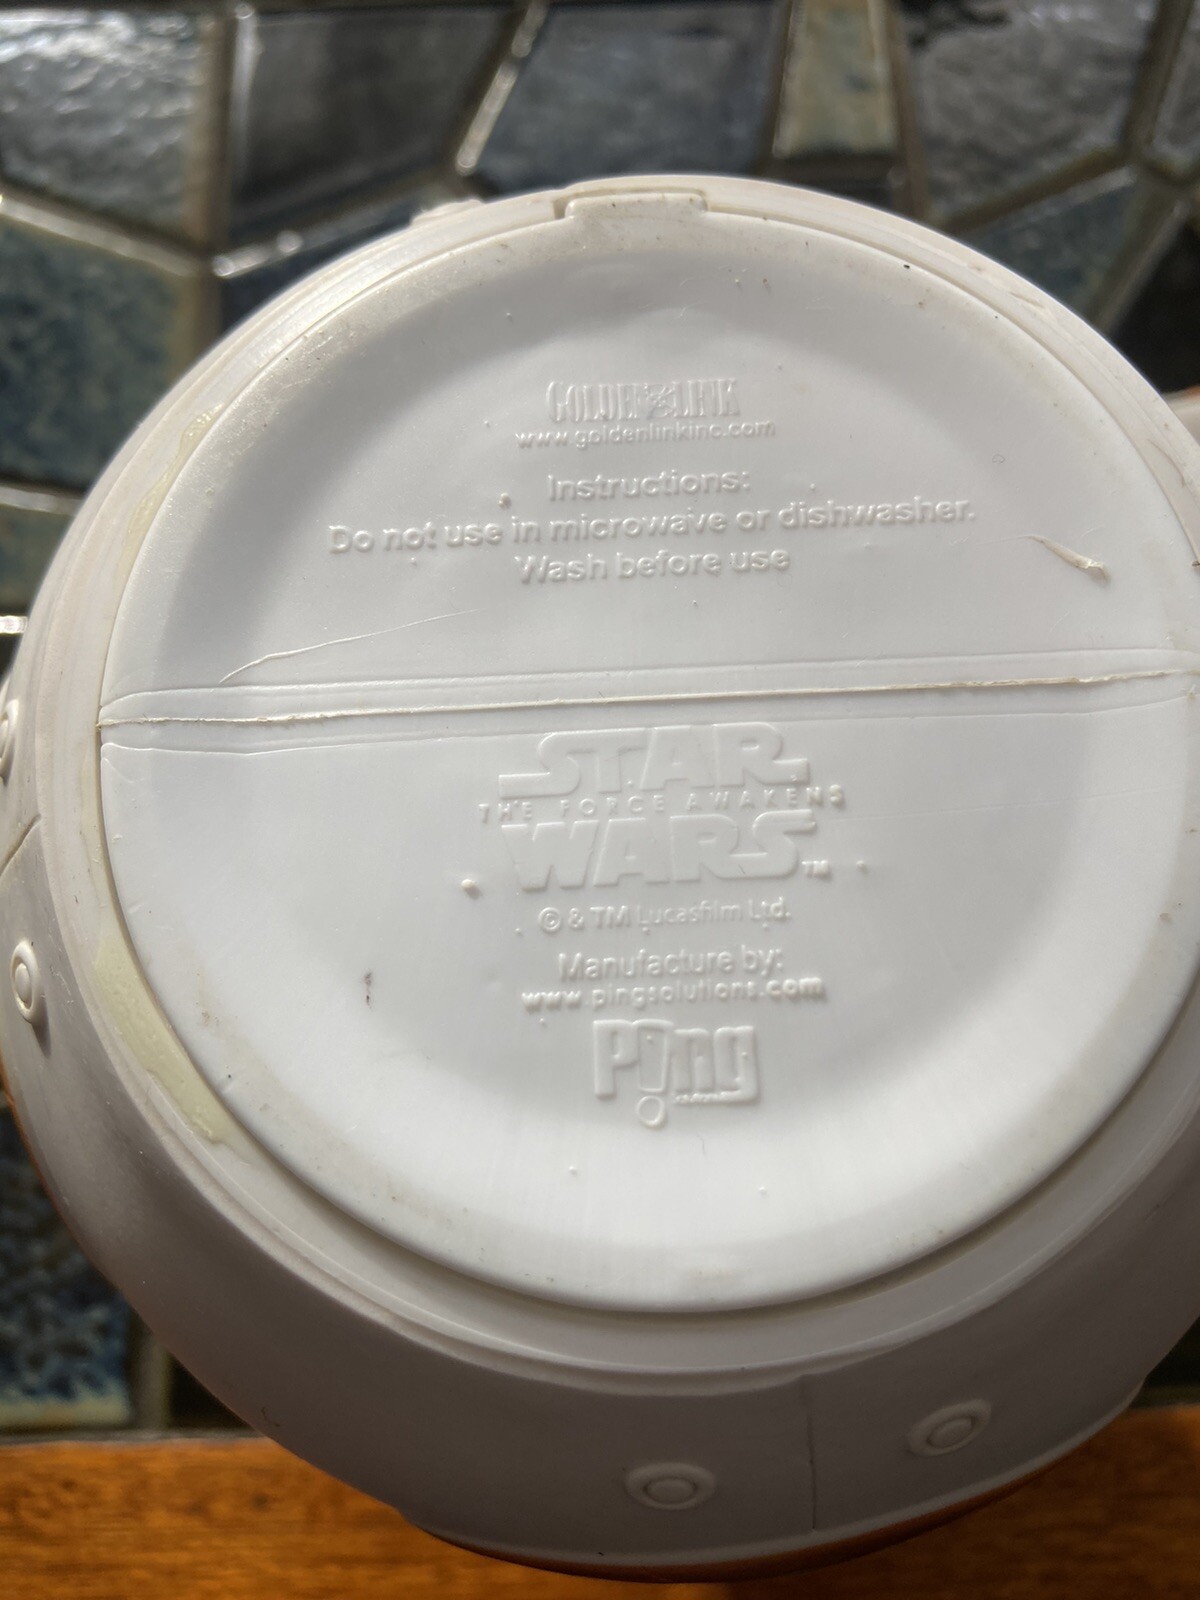 GOLDEN LINK
www.goldenlinkinc.com
Instructions:
Do not use in microwave or dishwasher.
Wash before use
STAR
THE FORCE AWAKENS
WARS TM
© & TM Lucasfilm Ltd.
Manufacture by:
www.pingsolutions.com
Ping